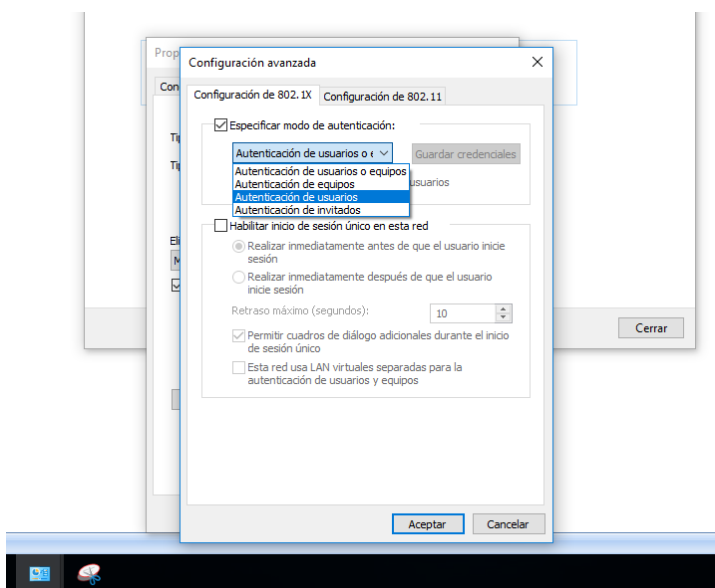 Prop
Configuración avanzada
Con
Configuración de 802.1X
Configuración de 802.11
Especificar modo de autenticación:
Autenticación de usuarios o e
Guardar credenciales
Autenticación de usuarios o equipos
Autenticación de equipos
usuarios
Autenticación de usuarios
Autenticación de invitados
Habilitar inicio de sesión único en esta red
Realizar inmediatamente antes de que el usuario inicie
sesión
Realizar inmediatamente después de que el usuario
inicie sesión
Retraso máximo (segundos):
10
Permitir cuadros de diálogo adicionales durante el inicio
de sesión único
Esta red usa LAN virtuales separadas para la
autenticación de usuarios y equipos
Cerrar
Aceptar
Cancelar